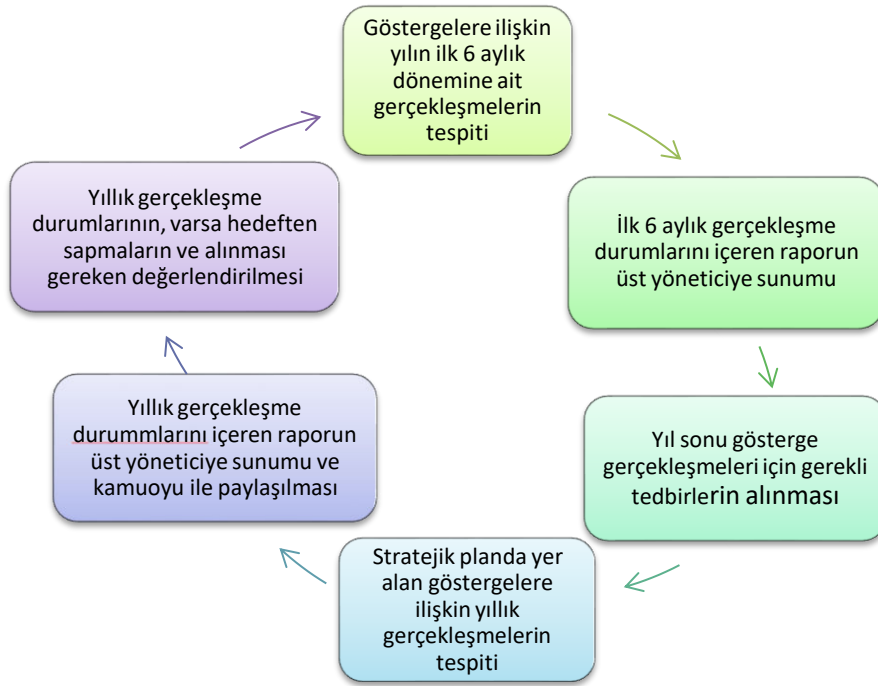 Göstergelere ilişkin
yılın ilk 6 aylık
dönemine ait
gerçekleşmelerin
tespiti
İlk 6 aylık gerçekleşme
durumlarını içeren raporun
üst yöneticiye sunumu
Yıl sonu gösterge
gerçekleşmeleri için gerekli
tedbirlerin alınması
Stratejik planda yer
alan göstergelere
ilişkin yıllık
gerçekleşmelerin
tespiti
Yıllık gerçekleşme
durummlarını içeren raporun
üst yöneticiye sunumu ve
kamuoyu ile paylaşılması
Yıllık gerçekleşme
durumlarının, varsa hedeften
sapmaların ve alınması
gereken değerlendirilmesi